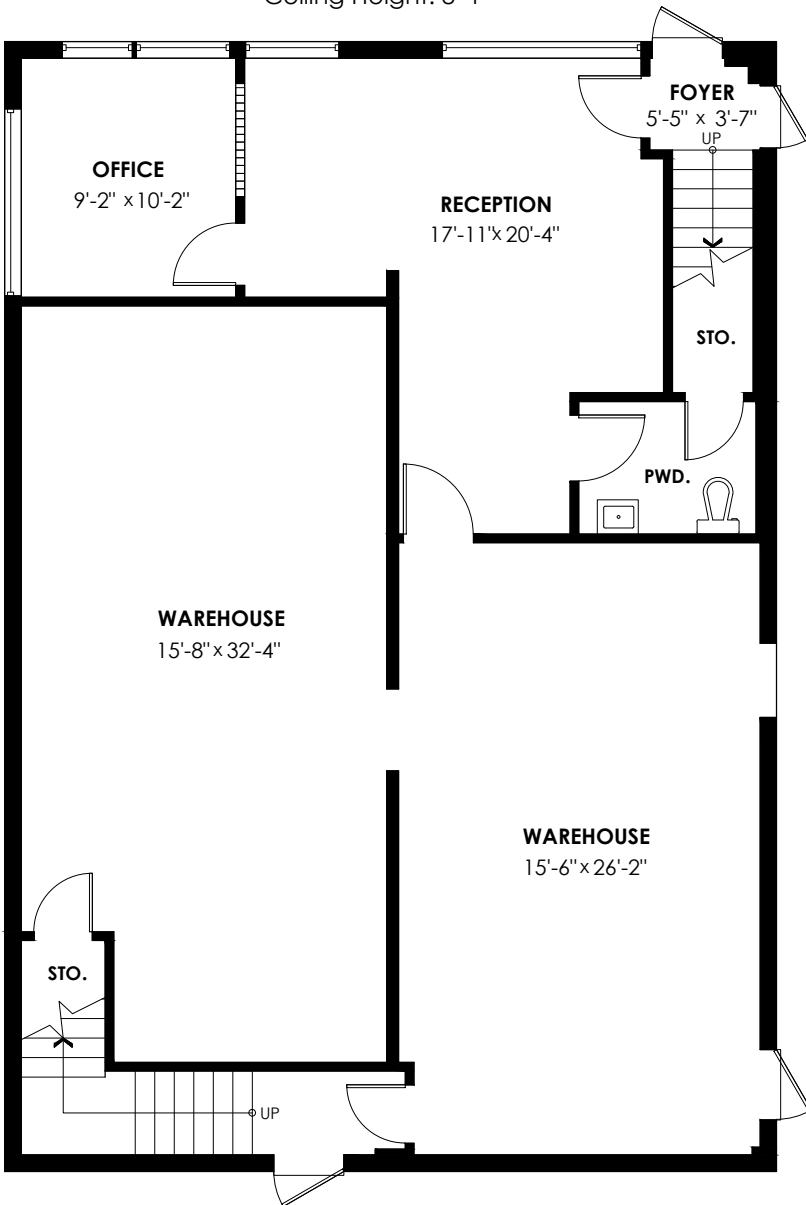 FOYER
5'-5" x 3'-7"
UP
OFFICE
9'-2" x 10'-2"
RECEPTION
17'-11" x 20'-4"
STO.
PWD.
WAREHOUSE
15'-8" x 32'-4"
WAREHOUSE
15'-6" x 26'-2"
STO.
UP